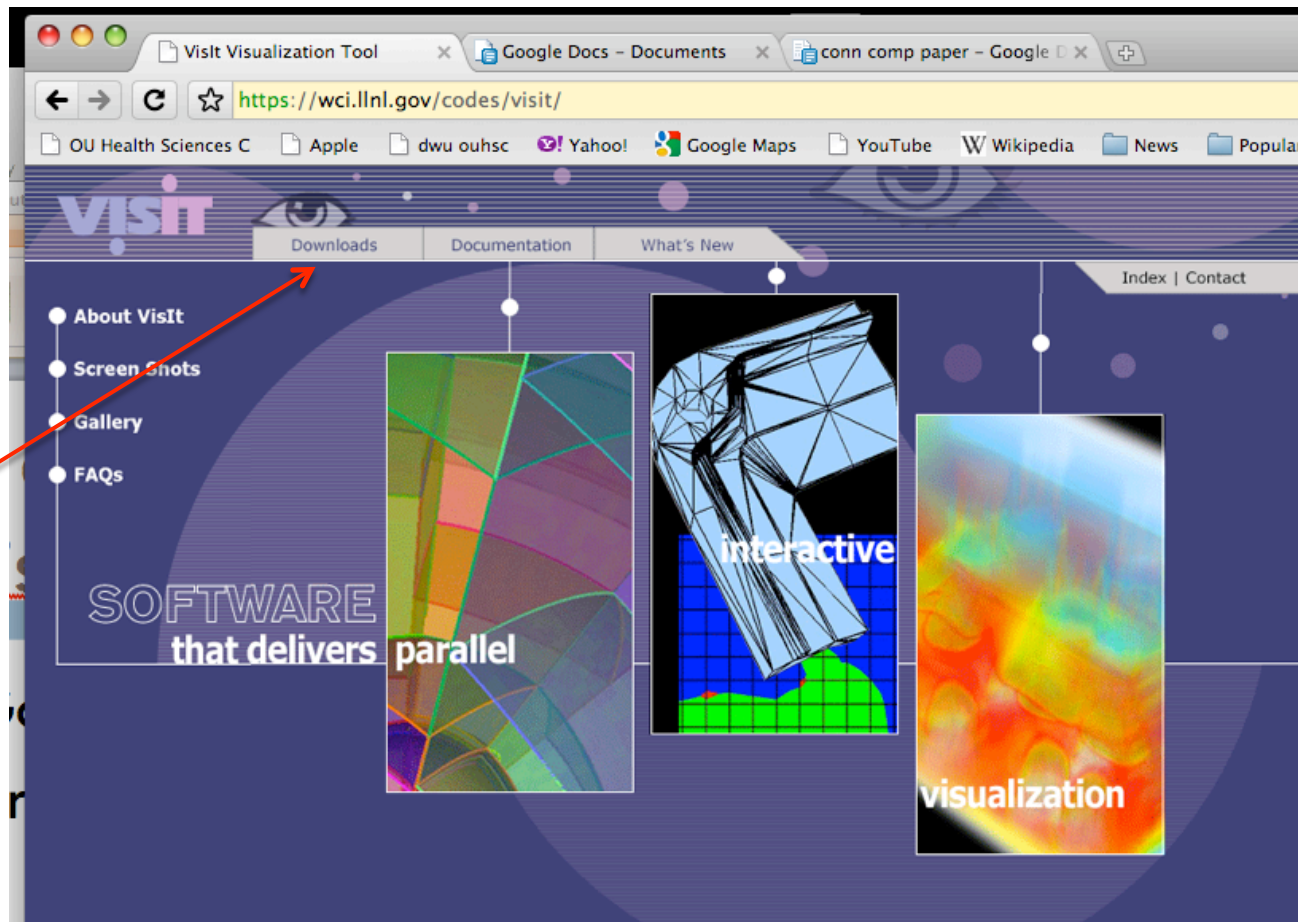 VisIt Visualization Tool
Google Docs – Documents
conn comp paper – Google D
https://wci.llnl.gov/codes/visit/
OU Health Sciences C
Apple
dwu ouhsc
Yahoo!
Google Maps
YouTube
Wikipedia
News
Popula
VISIT
Downloads
Documentation
What's New
Index | Contact
About VisIt
Screen Shots
Gallery
FAQs
interactive
SOFTWARE
that delivers parallel
visualization